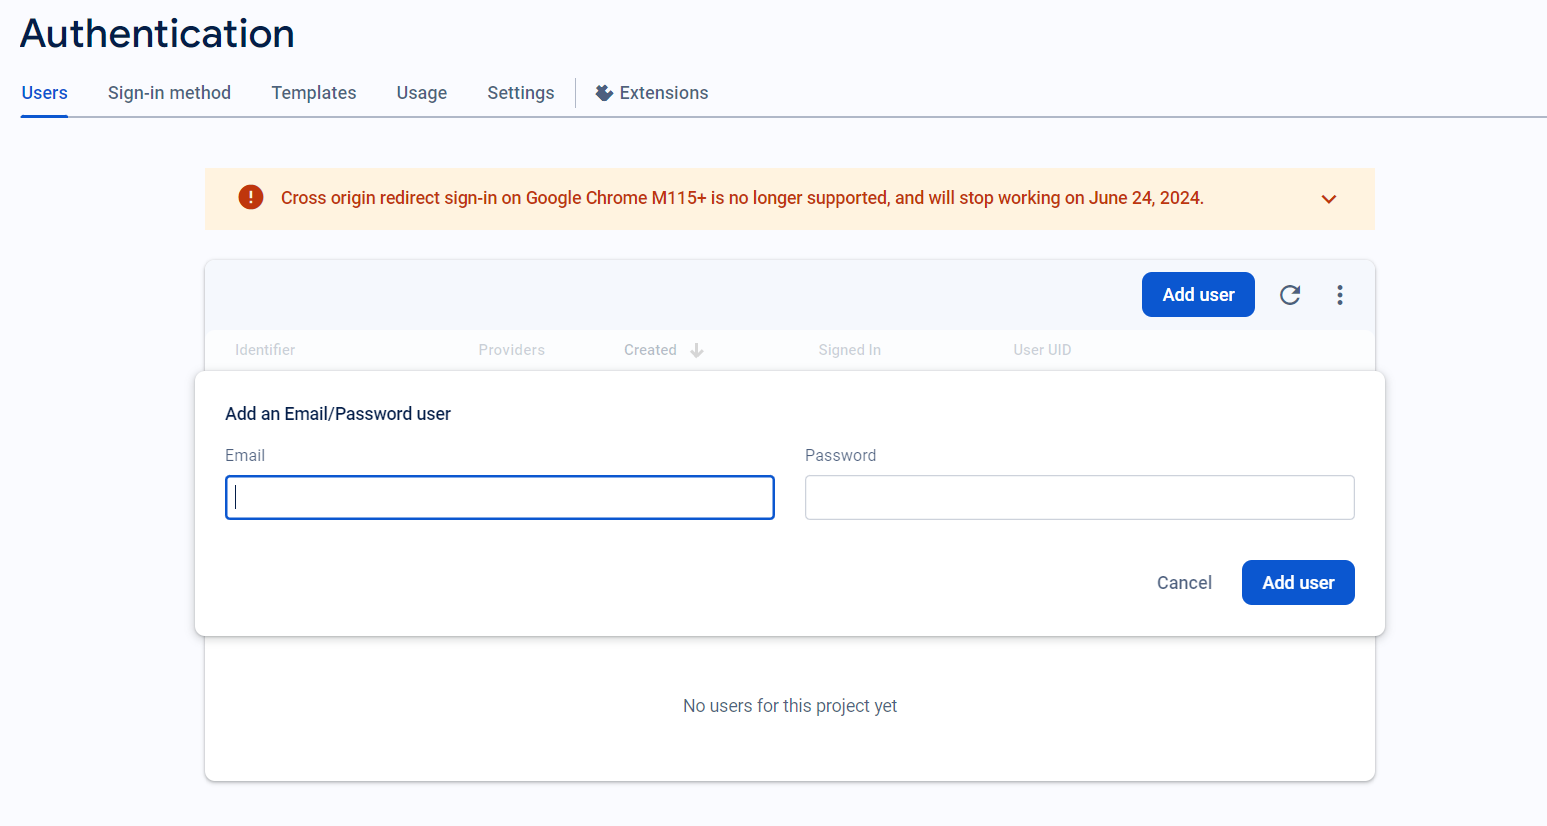 Authentication
Users Sign-in method Templates Usage Settings Extensions
Cross origin redirect sign-in on Google Chrome M115+ is no longer supported, and will stop working on June 24, 2024.
Add user
Identifier Providers Created Signed In User UID
Add an Email/Password user
Email Password
Cancel Add user
No users for this project yet